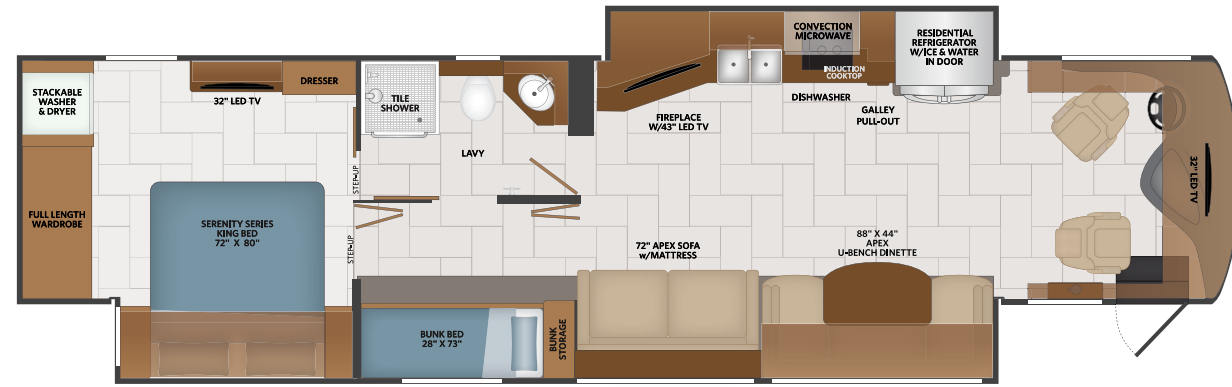 STACKABLE
WASHER
& DRYER
FULL LENGTH
WARDROBE
32" LED TV
DRESSER
SERENITY SERIES
KING BED
72" X 80"
STEP-UP
STEP-UP
TILE
SHOWER
LAVY
BUNK BED
28" X 73"
BUNK
STORAGE
FIREPLACE
W/43" LED TV
CONVECTION
MICROWAVE
INDUCTION
COOKTOP
DISHWASHER
RESIDENTIAL
REFRIGERATOR
W/ICE & WATER
IN DOOR
GALLEY
PULL-OUT
72" APEX SOFA
w/MATTRESS
88" X 44"
APEX
U-BENCH DINETTE
32" LED TV